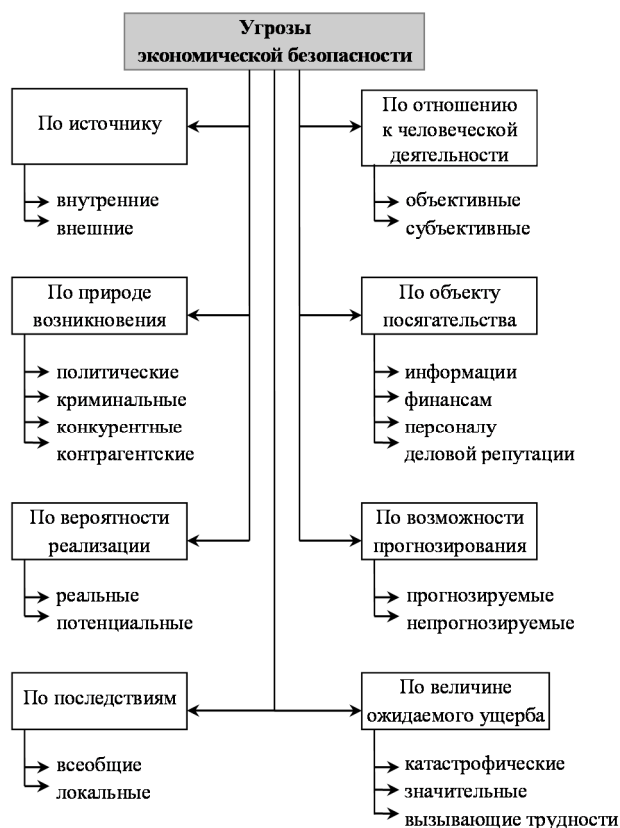 Угрозы
экономической безопасности
По источнику
внутренние
внешние
По отношению
к человеческой
деятельности
объективные
субъективные
По природе
возникновения
политические
криминальные
конкурентные
контрагентские
По объекту
посягательства
информации
финансам
персоналу
деловой репутации
По вероятности
реализации
реальные
потенциальные
По возможности
прогнозирования
прогнозируемые
непрогнозируемые
По последствиям
всеобщие
локальные
По величине
ожидаемого ущерба
катастрофические
значительные
вызывающие трудности